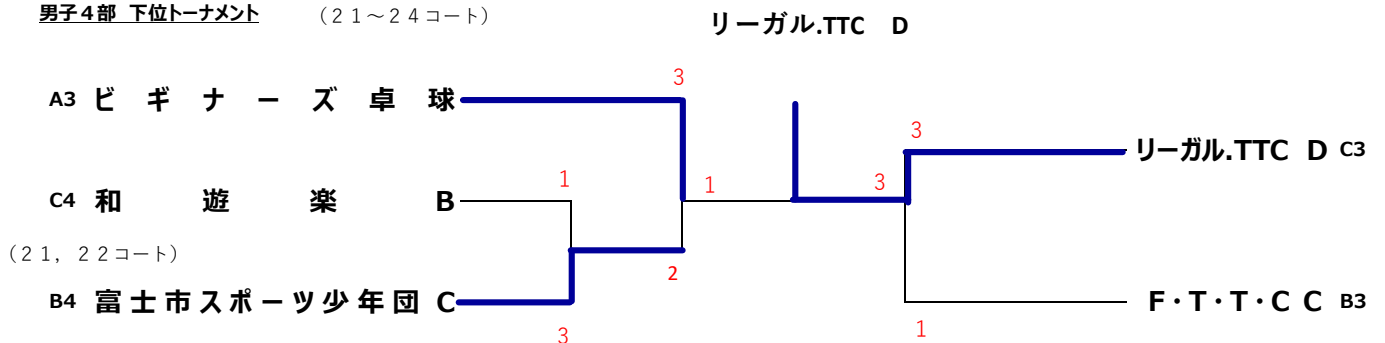 男子４部 下位トーナメント （２１～２４コート）
リーガル.TTC D
3
A3 ビギナーズ卓球
3
リーガル.TTC D C3
1
1
3
C4 和遊楽B
（２１，２２コート）
2
B4 富士市スポーツ少年団 C
F・T・T・C C B3
3
1